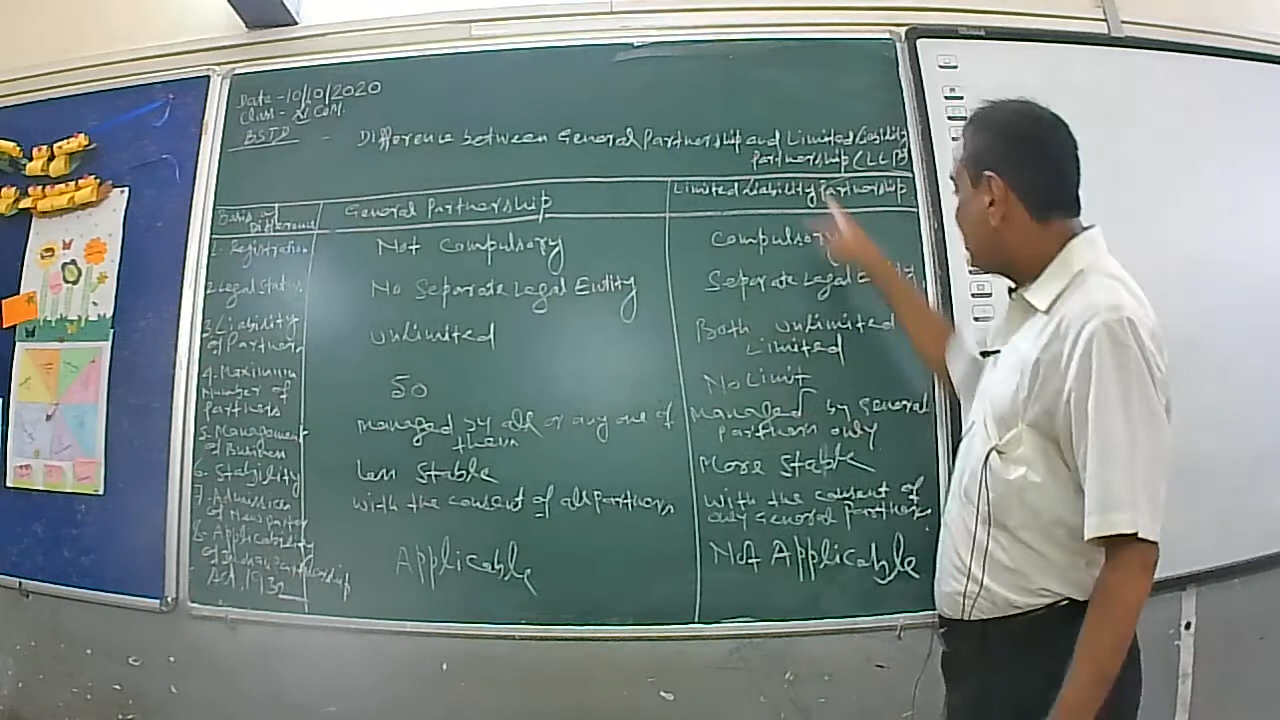 Date - 10/10/2020
Class - XI Com.
BSTD - Difference between General Partnership and Limited Liability
Partnership (LLP)
Basis of Difference
General Partnership
Limited Liability Partnership
1. Registration
Not Compulsory
Compulsory
2. Legal Status
No Separate Legal Entity
Separate Legal Entity
3. Liability
of Partners
Unlimited
Both Unlimited
Limited
4. Maximum
Number of
Partners
50
No Limit
5. Management
of Business
Managed by all or any one of
them
Managed by General
Partners only
6. Stability
Less Stable
More Stable
7. Admission
of New Partner
With the consent of all Partners
With the consent of
only General Partners.
8. Applicability
of Indian Partnership
Act, 1932
Applicable
Not Applicable